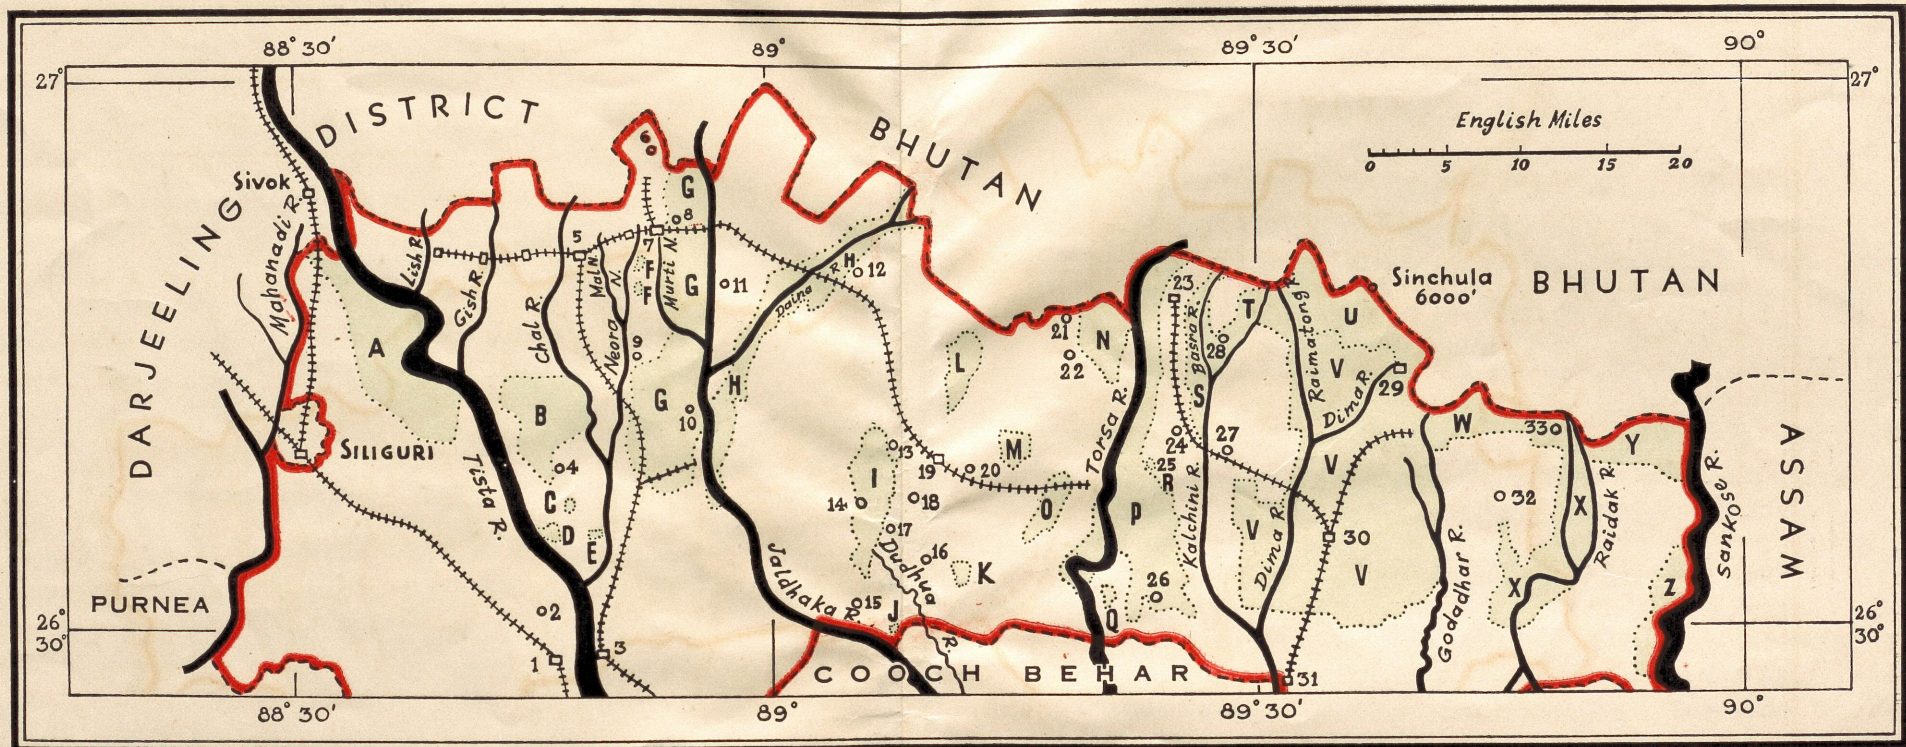 88° 30′
89°
89° 30′
90°
27°
27°
DARJEELING
DISTRICT
BHUTAN
BHUTAN
ASSAM
PURNEA
COOCH BEHAR
English Miles
0 5 10 15 20
Sivok
Mahanadi R.
SILIGURI
Tista R.
Lish R.
Gish R.
Chal R.
Mal N.
Neora N.
Murti N.
Jaldhaka R.
Daina R.
Dudhua R.
Torsa R.
Basra R.
Kalchini R.
Raimatong R.
Dima R.
Dima R.
Godadhar R.
Raidak R.
Sankose R.
Sinchula
6000'
A
B
C
D
E
F
F
G
G
G
H
H
I
J
K
L
M
N
O
P
Q
R
S
T
U
V
V
V
V
W
X
X
Y
Z
1
2
3
4
5
6
7
8
9
10
11
12
13
14
15
16
17
18
19
20
21
22
23
24
25
26
27
28
29
30
31
32
33
26°
30′
26°
30′
88° 30′
89°
89° 30′
90°